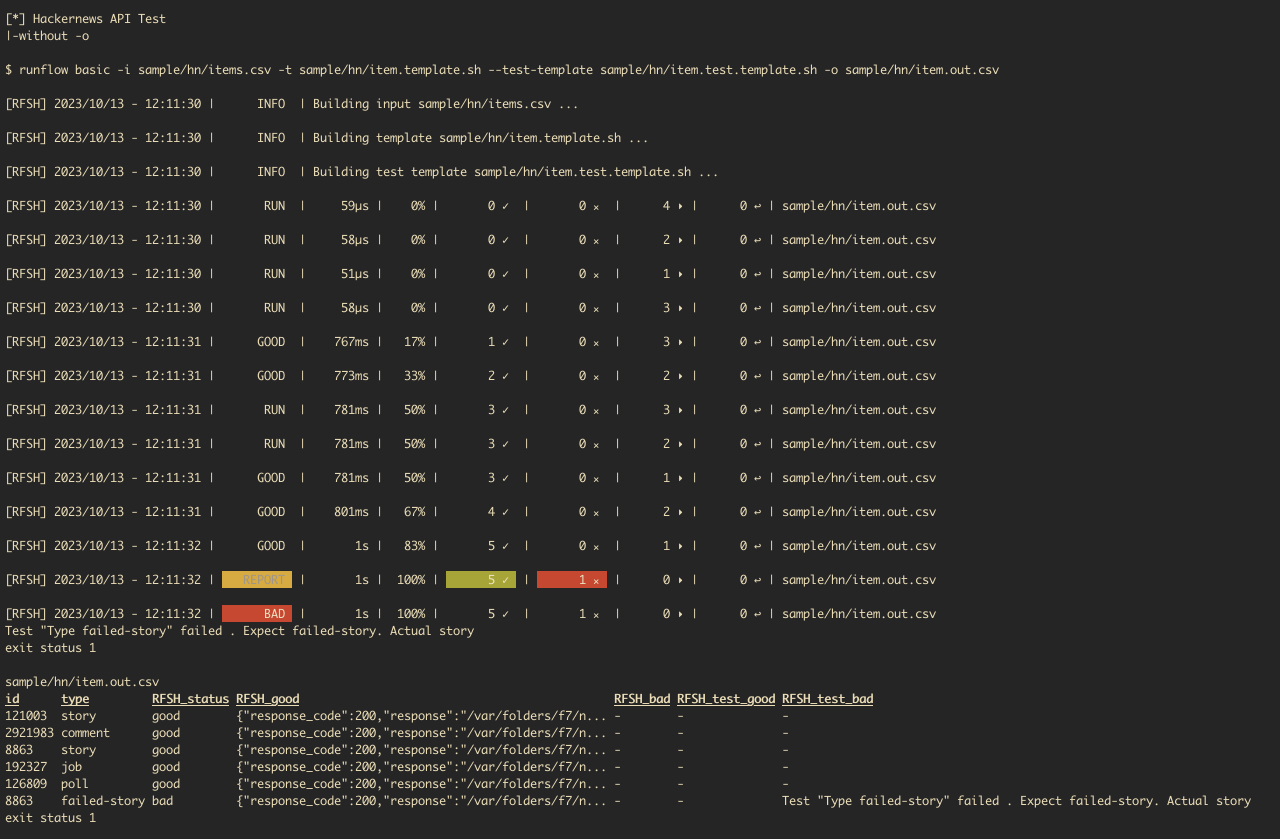 [*] Hackernews API Test
|-without -o
$ runflow basic -i sample/hn/items.csv -t sample/hn/item.template.sh --test-template sample/hn/item.test.template.sh -o sample/hn/item.out.csv
[RFSH] 2023/10/13 - 12:11:30 | INFO | Building input sample/hn/items.csv ...
[RFSH] 2023/10/13 - 12:11:30 | INFO | Building template sample/hn/item.template.sh ...
[RFSH] 2023/10/13 - 12:11:30 | INFO | Building test template sample/hn/item.test.template.sh ...
[RFSH] 2023/10/13 - 12:11:30 | RUN | 59µs | 0% | 0 ✓ | 0 × | 4 ▸ | 0 ↩ | sample/hn/item.out.csv
[RFSH] 2023/10/13 - 12:11:30 | RUN | 58µs | 0% | 0 ✓ | 0 × | 2 ▸ | 0 ↩ | sample/hn/item.out.csv
[RFSH] 2023/10/13 - 12:11:30 | RUN | 51µs | 0% | 0 ✓ | 0 × | 1 ▸ | 0 ↩ | sample/hn/item.out.csv
[RFSH] 2023/10/13 - 12:11:30 | RUN | 58µs | 0% | 0 ✓ | 0 × | 3 ▸ | 0 ↩ | sample/hn/item.out.csv
[RFSH] 2023/10/13 - 12:11:31 | GOOD | 767ms | 17% | 1 ✓ | 0 × | 3 ▸ | 0 ↩ | sample/hn/item.out.csv
[RFSH] 2023/10/13 - 12:11:31 | GOOD | 773ms | 33% | 2 ✓ | 0 × | 2 ▸ | 0 ↩ | sample/hn/item.out.csv
[RFSH] 2023/10/13 - 12:11:31 | RUN | 781ms | 50% | 3 ✓ | 0 × | 3 ▸ | 0 ↩ | sample/hn/item.out.csv
[RFSH] 2023/10/13 - 12:11:31 | RUN | 781ms | 50% | 3 ✓ | 0 × | 2 ▸ | 0 ↩ | sample/hn/item.out.csv
[RFSH] 2023/10/13 - 12:11:31 | GOOD | 781ms | 50% | 3 ✓ | 0 × | 1 ▸ | 0 ↩ | sample/hn/item.out.csv
[RFSH] 2023/10/13 - 12:11:31 | GOOD | 801ms | 67% | 4 ✓ | 0 × | 2 ▸ | 0 ↩ | sample/hn/item.out.csv
[RFSH] 2023/10/13 - 12:11:32 | GOOD | 1s | 83% | 5 ✓ | 0 × | 1 ▸ | 0 ↩ | sample/hn/item.out.csv
[RFSH] 2023/10/13 - 12:11:32 | REPORT | 1s | 100% | 5 ✓ | 1 × | 0 ▸ | 0 ↩ | sample/hn/item.out.csv
[RFSH] 2023/10/13 - 12:11:32 | BAD | 1s | 100% | 5 ✓ | 1 × | 0 ▸ | 0 ↩ | sample/hn/item.out.csv
Test "Type failed-story" failed . Expect failed-story. Actual story
exit status 1
sample/hn/item.out.csv
id type RFSH_status RFSH_good RFSH_bad RFSH_test_good RFSH_test_bad
121003 story good {"response_code":200,"response":"/var/folders/f7/n... - - -
2921983 comment good {"response_code":200,"response":"/var/folders/f7/n... - - -
8863 story good {"response_code":200,"response":"/var/folders/f7/n... - - -
192327 job good {"response_code":200,"response":"/var/folders/f7/n... - - -
126809 poll good {"response_code":200,"response":"/var/folders/f7/n... - - -
8863 failed-story bad {"response_code":200,"response":"/var/folders/f7/n... - - Test "Type failed-story" failed . Expect failed-story. Actual story
exit status 1